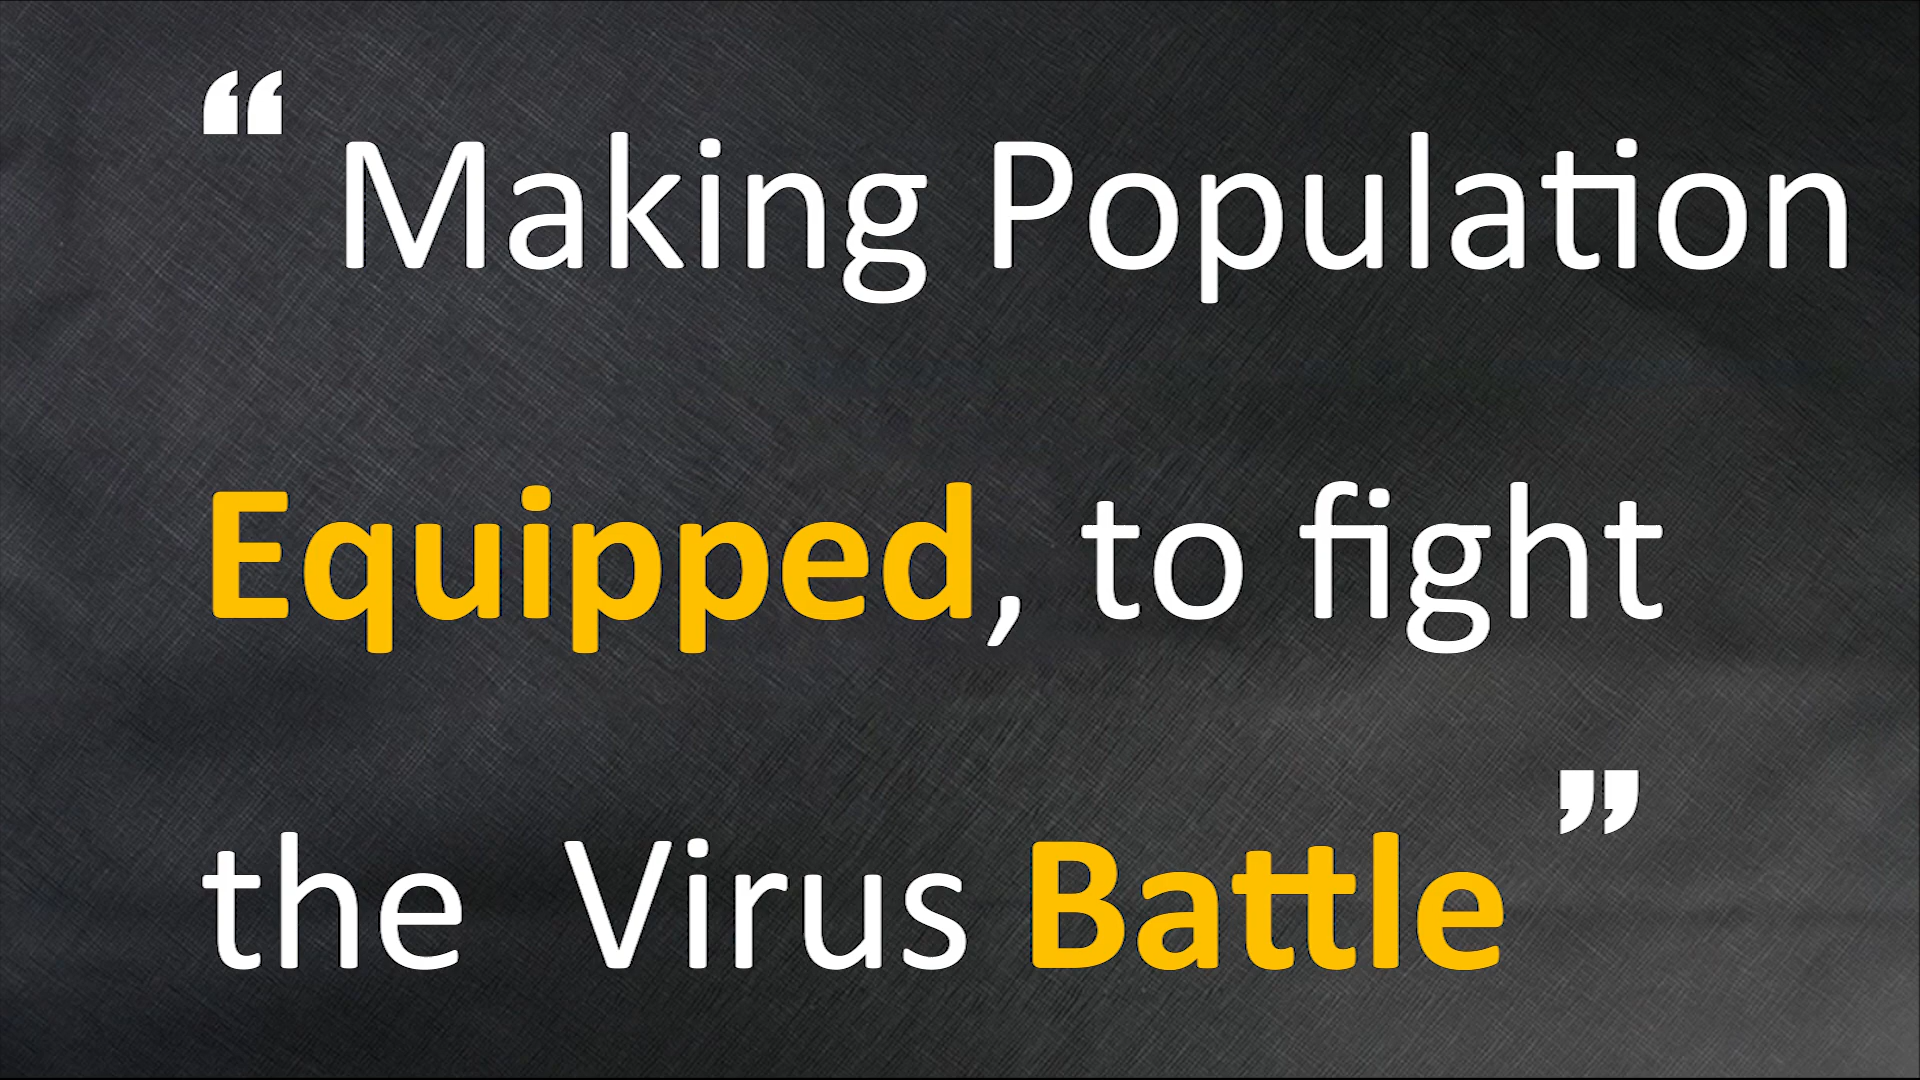 “ Making Population
Equipped, to fight
the Virus Battle ”